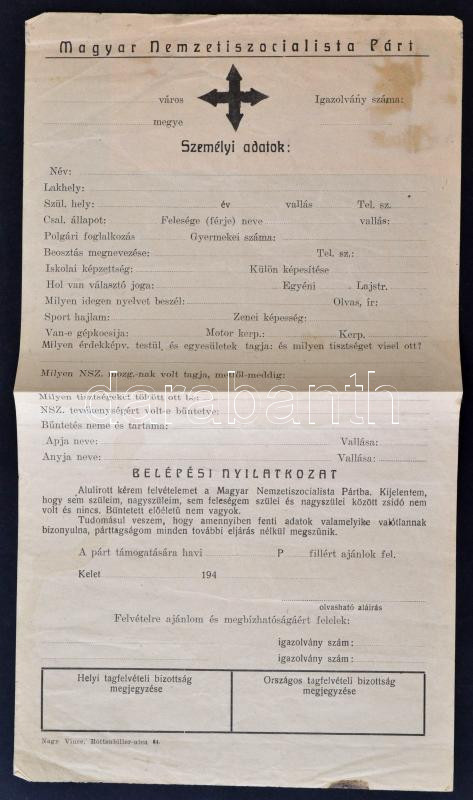 Magyar Nemzetiszocialista Párt
város Igazolvány száma:
megye
Személyi adatok:
Név:
Lakhely:
Szül. hely: év vallás Tel. sz.
Csal. állapot: Felesége (férje) neve vallás:
Polgári foglalkozás Gyermekei száma:
Beosztás megnevezése: Tel. sz.:
Iskolai képzettség: Külön képesítése
Hol van választó joga: Egyéni Lajstr.
Milyen idegen nyelvet beszél: Olvas, ír:
Sport hajlam: Zenei képesség:
Van-e gépkocsija: Motor kerp.: Kerp.
Milyen érdekképv. testül. és egyesületek tagja: és milyen tisztséget visel ott?
Milyen NSZ. mozg.-nak volt tagja, mettől-meddig:
darabanth
Milyen tisztségeket töltött ott be:
NSZ. tevékenységért volt-e büntetve:
Büntetés neme és tartama:
Apja neve: Vallása:
Anyja neve: Vallása:
BELÉPÉSI NYILATKOZAT
Alulírott kérem felvételemet a Magyar Nemzetiszocialista Pártba. Kijelentem,
hogy sem szüleim, nagyszüleim, sem feleségem szülei és nagyszülei között zsidó nem
volt és nincs. Büntetett előéletű nem vagyok.
Tudomásul veszem, hogy amennyiben fenti adatok valamelyike valótlannak
bizonyulna, párttagságom minden további eljárás nélkül megszűnik.
A párt támogatására havi P fillért ajánlok fel.
Kelet 194
olvasható aláírás
Felvételre ajánlom és megbízhatóságáért felelek:
igazolvány szám:
igazolvány szám:
Helyi tagfelvételi bizottság Országos tagfelvételi bizottság
megjegyzése megjegyzése
Nagy Vince, Rottenbiller-utca 64.